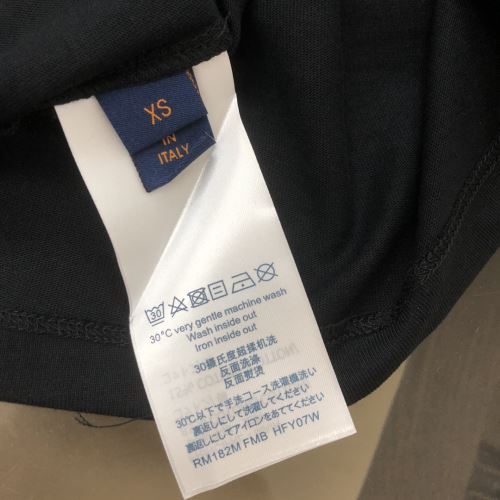 XS
IN
ITALY
30
30°C very gentle machine wash
Wash inside out
Iron inside out
30攝氏度超揉机洗
反面洗涤
反面熨烫
30℃以下で手洗コース洗濯機洗い
裏返しにして洗濯してください
裏返しにしてアイロンをあててください
RM182M FMB HFY07W